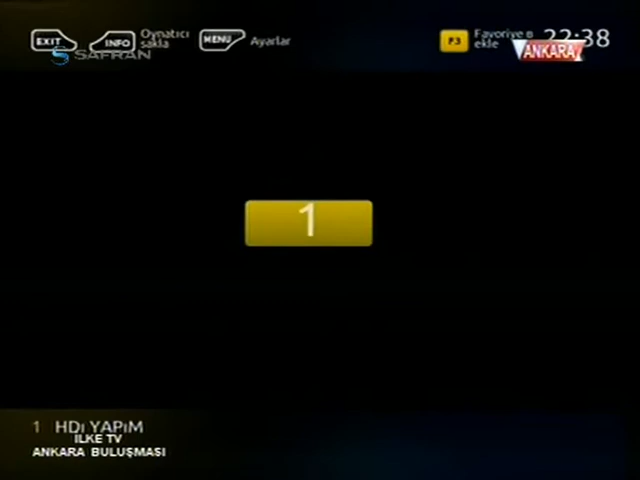 EXIT
INFO
Oynatıcı
sakla
MENU
Ayarlar
F3
Favoriye
ekle
22:38
SAFRAN
ANKARA
1
1 HDi YAPıM
ILKE TV
ANKARA BULUŞMASI